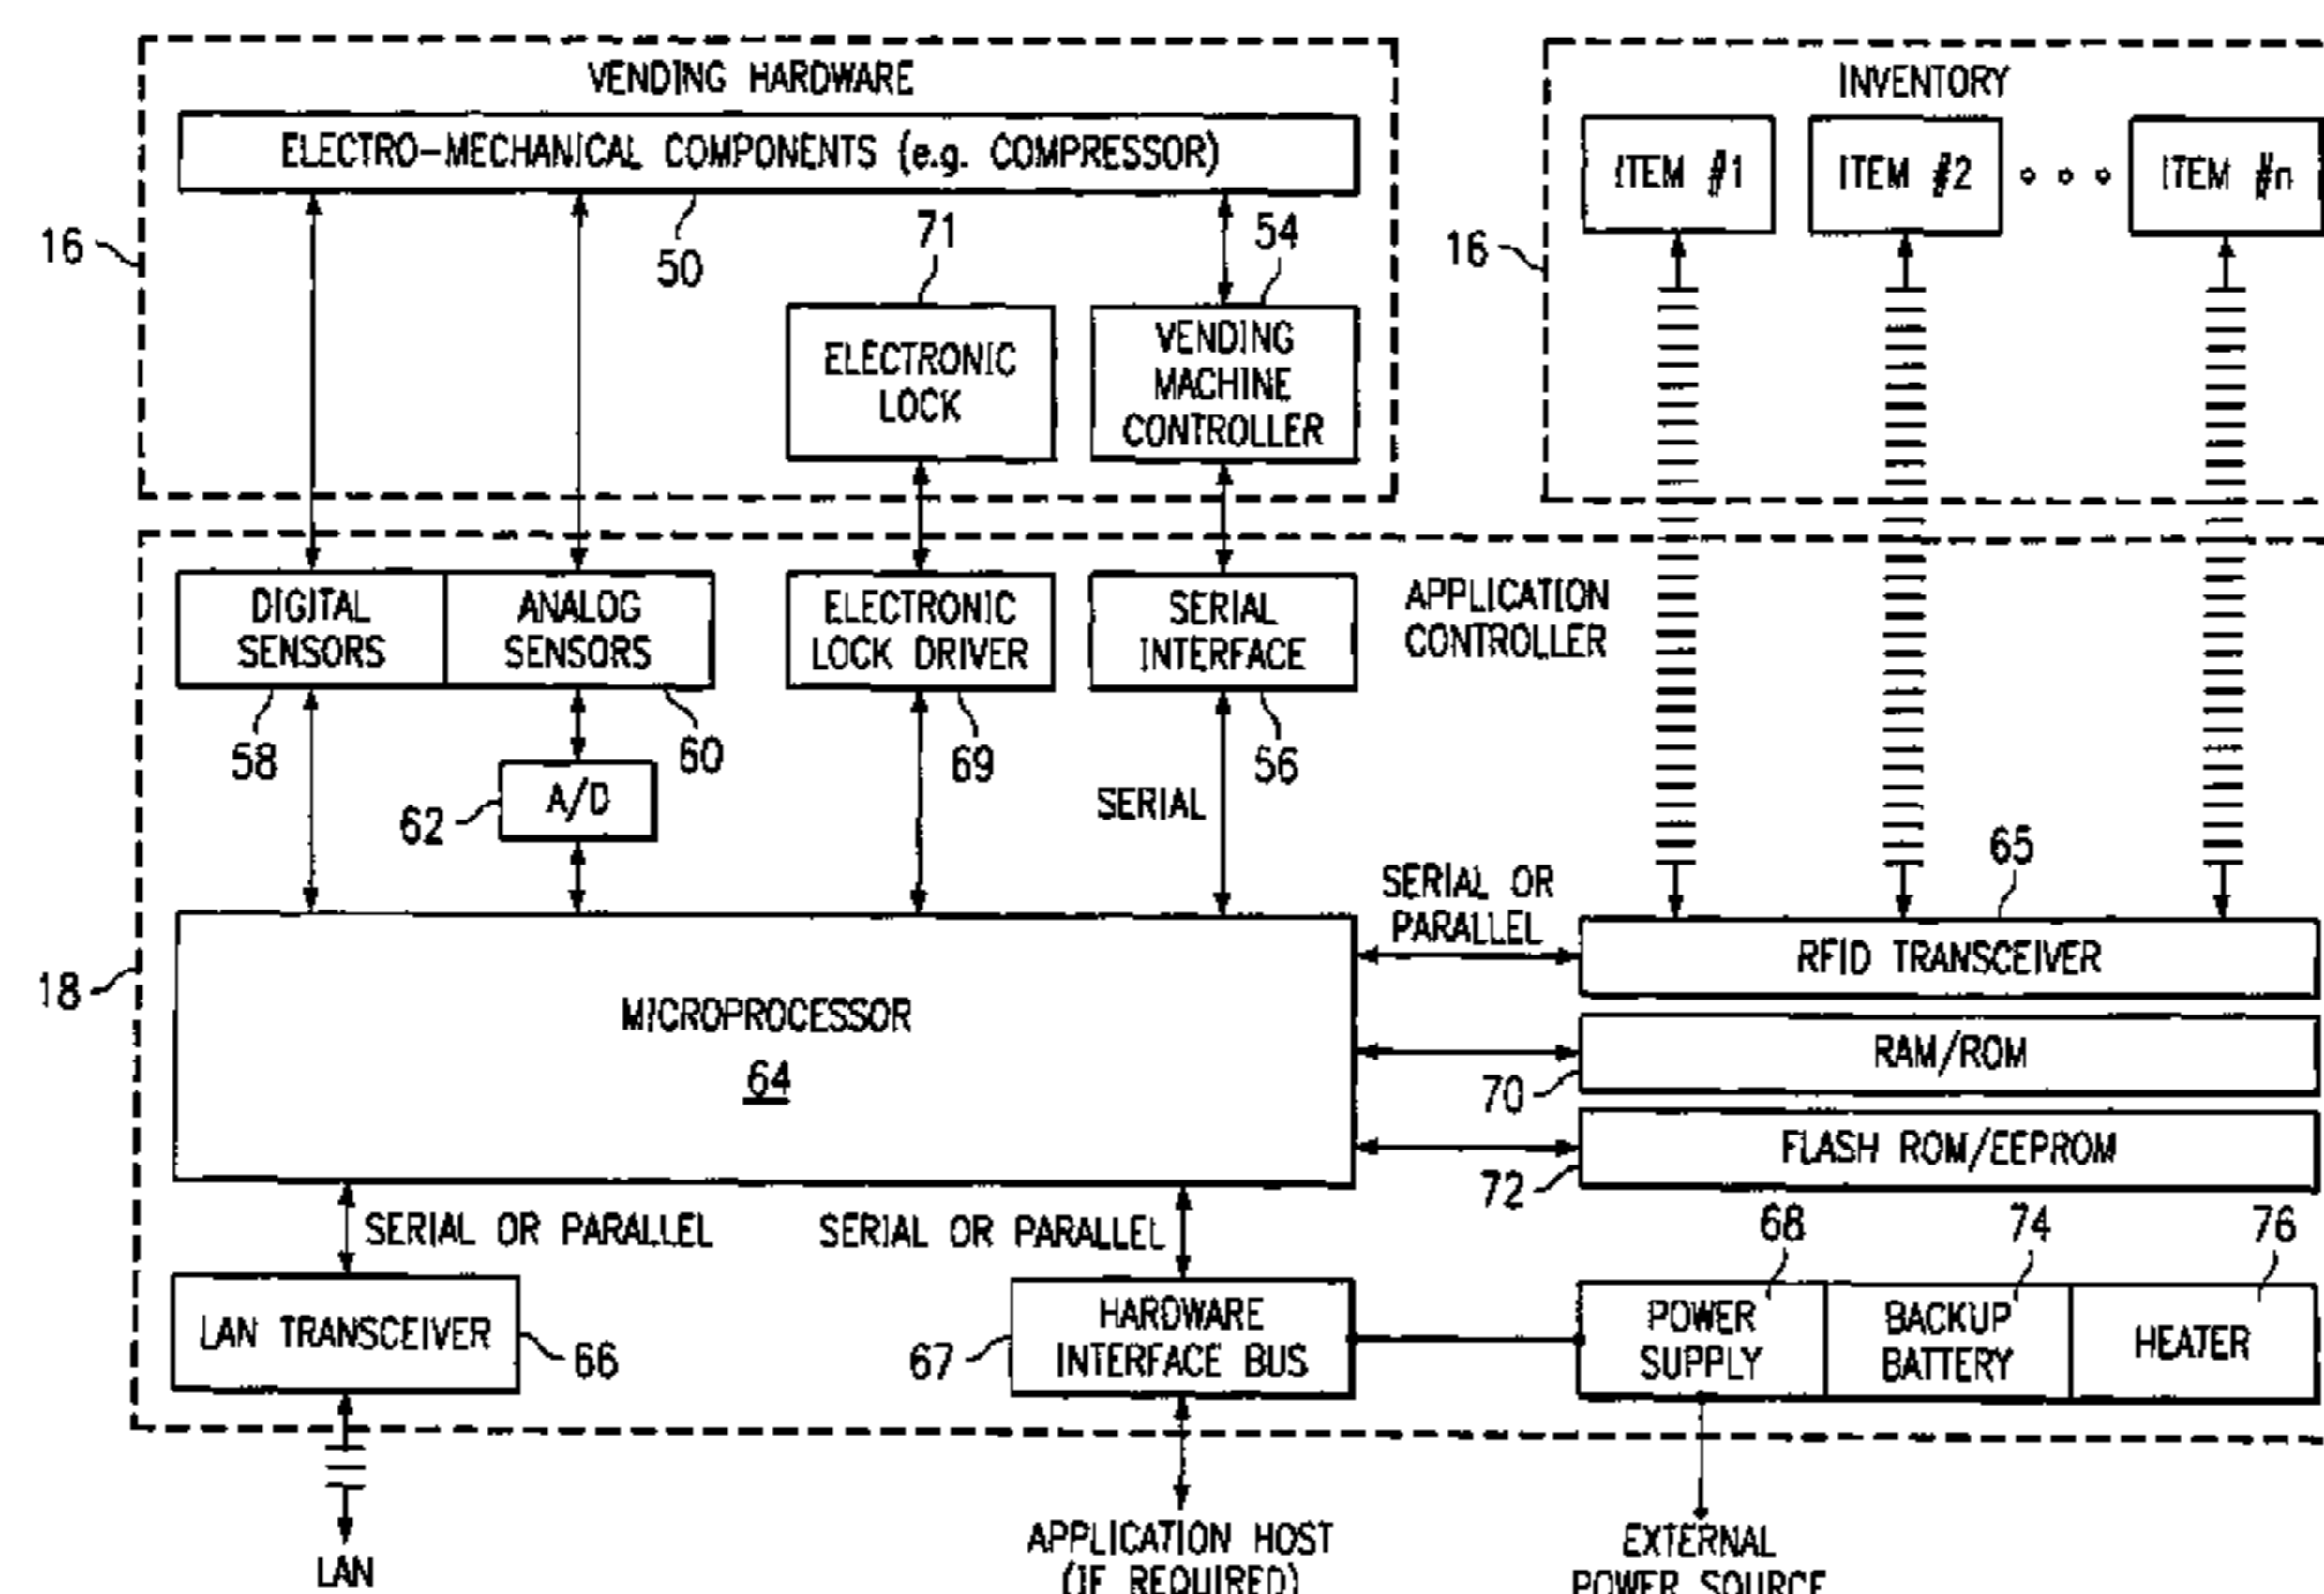 VENDING HARDWARE
ELECTRO-MECHANICAL COMPONENTS (e.g. COMPRESSOR)
16
50
71
54
ELECTRONIC
LOCK
VENDING
MACHINE
CONTROLLER
INVENTORY
ITEM #1
ITEM #2
ITEM #n
16
DIGITAL
SENSORS
ANALOG
SENSORS
ELECTRONIC
LOCK DRIVER
SERIAL
INTERFACE
APPLICATION
CONTROLLER
58
60
69
56
62
A/D
SERIAL
SERIAL OR
PARALLEL
65
18
MICROPROCESSOR
64
RFID TRANSCEIVER
RAM/ROM
70
FLASH ROM/EEPROM
72
SERIAL OR PARALLEL
SERIAL OR PARALLEL
68
74
76
LAN TRANSCEIVER
66
67
HARDWARE
INTERFACE BUS
POWER
SUPPLY
BACKUP
BATTERY
HEATER
LAN
APPLICATION HOST
(IF REQUIRED)
EXTERNAL
POWER SOURCE